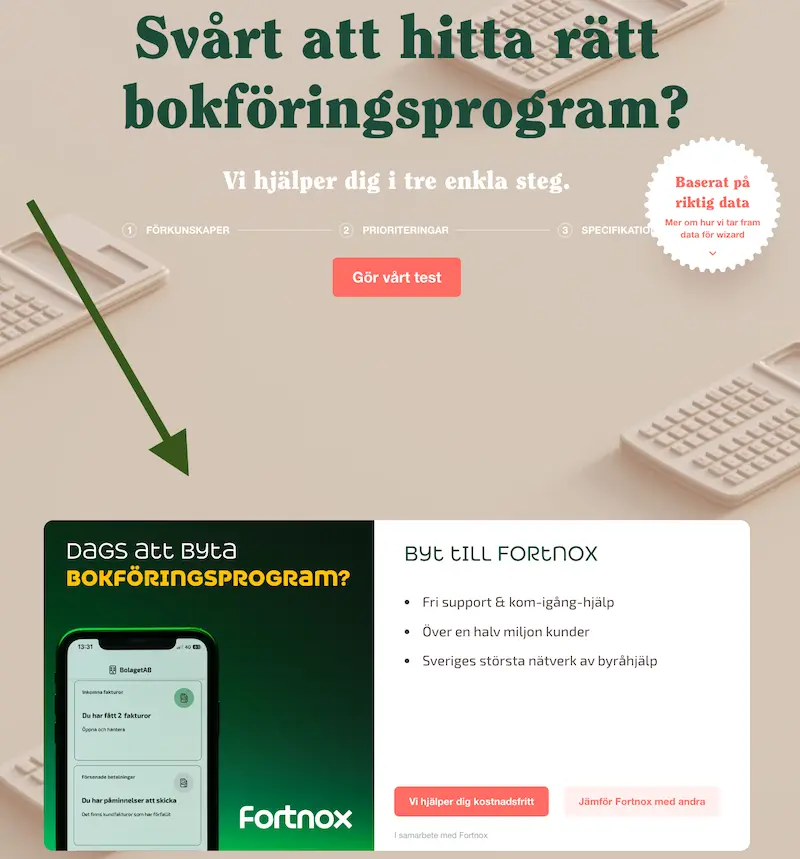 Svårt att hitta rätt
bokföringsprogram?
Vi hjälper dig i tre enkla steg.
Baserat på
riktig data
Mer om hur vi tar fram
data för wizard
1 FÖRKUNSKAPER
2 PRIORITERINGAR
3 SPECIFIKATIO
Gör vårt test
Dags att byta
BOKFÖRINGSPROGRAM?
13:31
4G
BolagetAB
Inkomna fakturor
Du har fått 2 fakturor
Öppna och hantera
Försenade betalningar
Du har påminnelser att skicka
Det finns kundfakturor som har förfallit
Fortnox
Byt till Fortnox
• Fri support & kom-igång-hjälp
• Över en halv miljon kunder
• Sveriges största nätverk av byråhjälp
Vi hjälper dig kostnadsfritt
Jämför Fortnox med andra
I samarbete med Fortnox